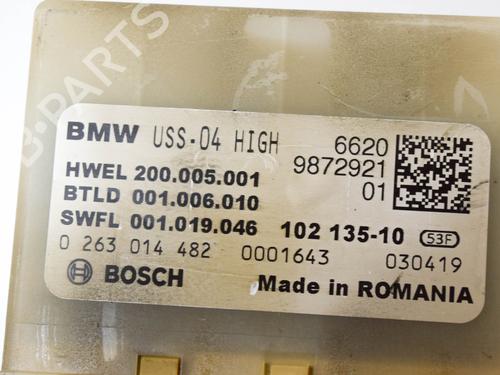 BMW USS-04 HIGH 6620
HWEL 200.005.001 9872921
BTLD 001.006.010 01
SWFL 001.019.046 102 135-10 53F
0 263 014 482 0001643 030419
BOSCH Made in ROMANIA
B-PARTS